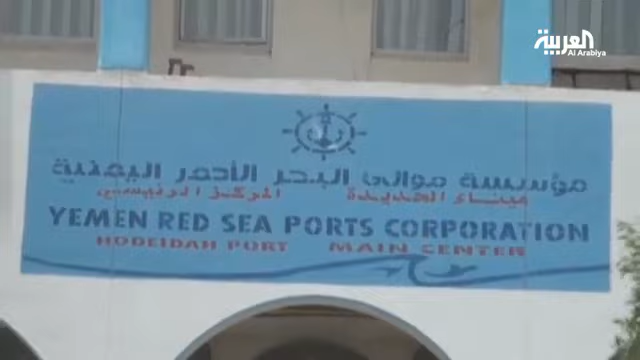 العربية
Al Arabiya
مؤسسة موانئ البحر الأحمر اليمنية
ميناء الحديدة المركز الرئيسي
YEMEN RED SEA PORTS CORPORATION
HODEIDAH PORT MAIN CENTER